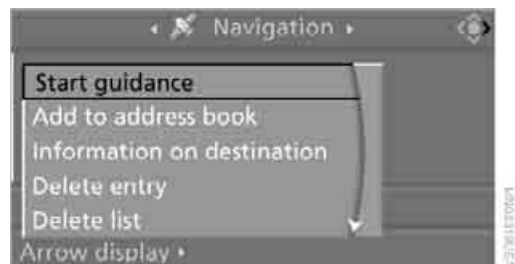 Navigation
Start guidance
Add to address book
Information on destination
Delete entry
Delete list
Arrow display